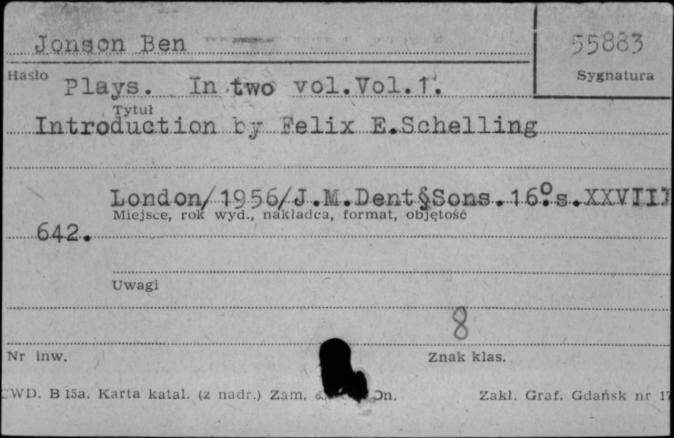 Jonson Ben
55883
Hasło
Sygnatura
Plays. In two vol.Vol.1.
Tytuł
Introduction by Felix E.Schelling
London/1956/J.M.Dent§Sons.16°.s.XXVIII
Miejsce, rok wyd., nakładca, format, objętość
642.
Uwagi
8
Nr inw.
Znak klas.
CWD. B 15a. Karta katal. (z nadr.) Zam.
Zakł. Graf. Gdańsk nr